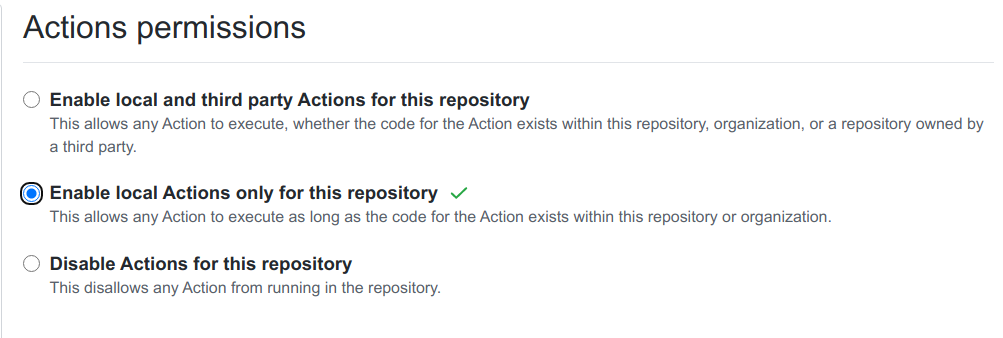 Actions permissions
Enable local and third party Actions for this repository
This allows any Action to execute, whether the code for the Action exists within this repository, organization, or a repository owned by
a third party.
Enable local Actions only for this repository
This allows any Action to execute as long as the code for the Action exists within this repository or organization.
Disable Actions for this repository
This disallows any Action from running in the repository.